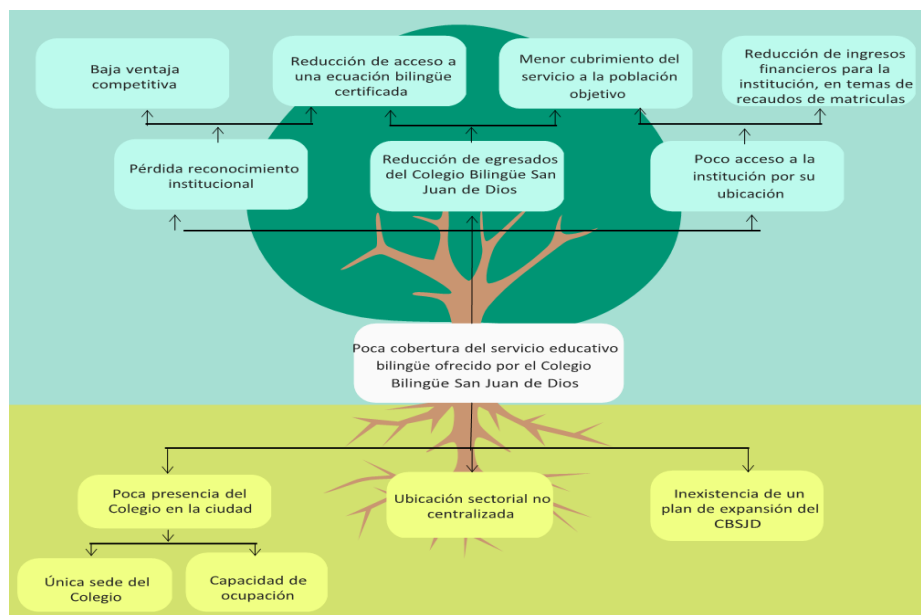 Baja ventaja
competitiva
Reducción de acceso a
una ecuación bilingüe
certificada
Menor cubrimiento del
servicio a la población
objetivo
Reducción de ingresos
financieros para la
institución, en temas de
recaudos de matriculas
Pérdida reconocimiento
institucional
Reducción de egresados
del Colegio Bilingüe San
Juan de Dios
Poco acceso a la
institución por su
ubicación
Poca cobertura del servicio educativo
bilingüe ofrecido por el Colegio
Bilingüe San Juan de Dios
Poca presencia del
Colegio en la ciudad
Ubicación sectorial no
centralizada
Inexistencia de un
plan de expansión del
CBSJD
Única sede del
Colegio
Capacidad de
ocupación